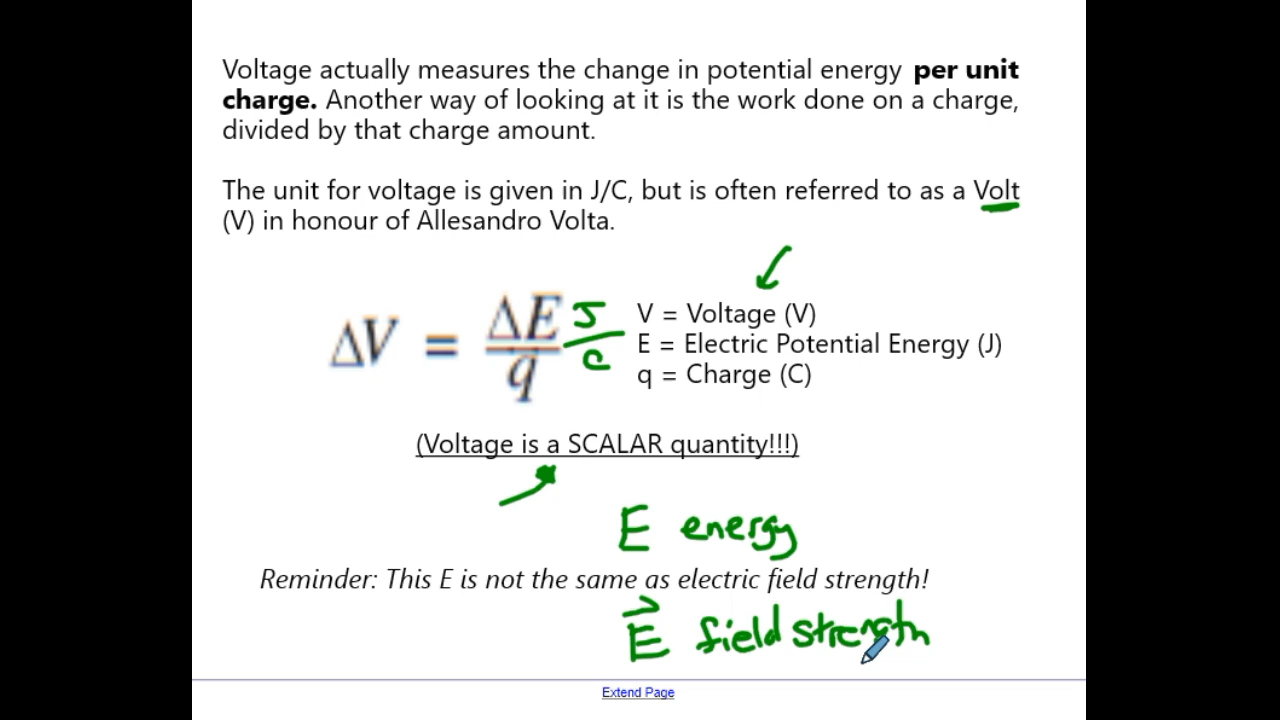 Voltage actually measures the change in potential energy per unit
charge. Another way of looking at it is the work done on a charge,
divided by that charge amount.
The unit for voltage is given in J/C, but is often referred to as a Volt
(V) in honour of Allesandro Volta.
ΔV = ΔE/q J/C
V = Voltage (V)
E = Electric Potential Energy (J)
q = Charge (C)
(Voltage is a SCALAR quantity!!!)
E energy
Reminder: This E is not the same as electric field strength!
E⃗ field strength
Extend Page